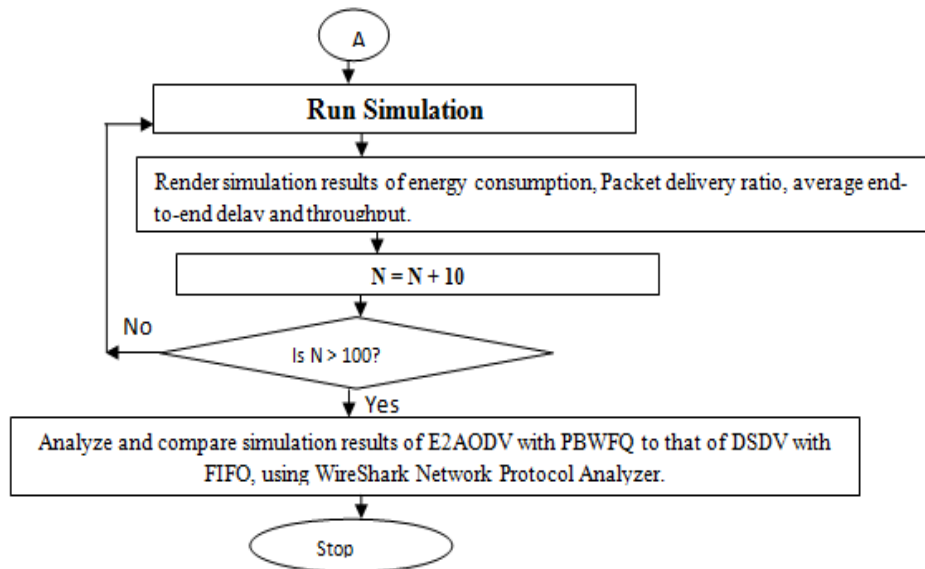 A
Run Simulation
Render simulation results of energy consumption, Packet delivery ratio, average end-
to-end delay and throughput.
N = N + 10
No
Is N > 100?
Yes
Analyze and compare simulation results of E2AODV with PBWFQ to that of DSDV with
FIFO, using WireShark Network Protocol Analyzer.
Stop